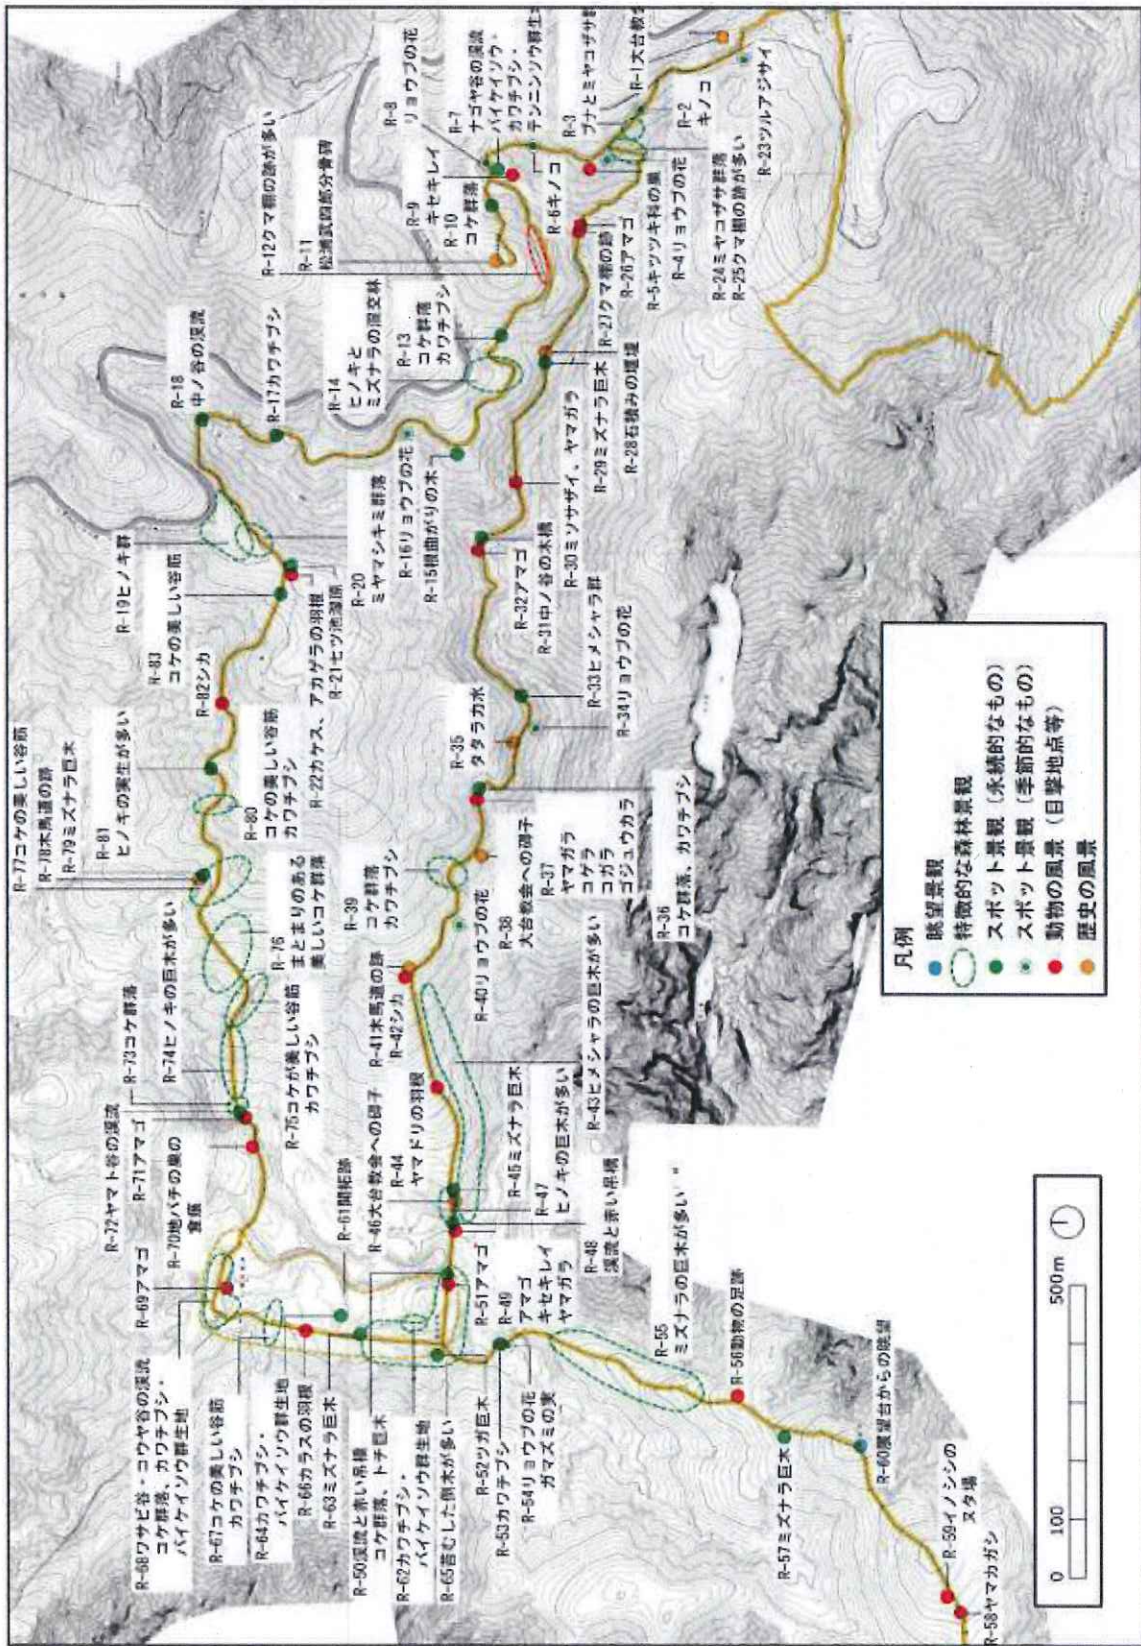 R-1大台教会
R-2
キノコ
R-3
ブナとミヤコザサ群
R-4リョウブの花
R-5キツツキ科の巣
R-6キノコ
R-7
ナゴヤ谷の渓流
バイケイソウ・
カワチブシ・
テンニンソウ群生地
R-8
リョウブの花
R-9
キセキレイ
R-10
コケ群落
R-11
松浦武四郎分骨碑
R-12クマ棚の跡が多い
R-13
コケ群落
カワチブシ
R-14
ヒノキと
ミズナラの混交林
R-15根曲がりの木
R-16リョウブの花
R-17カワチブシ
R-18
中ノ谷の渓流
R-19ヒノキ群
R-20
ミヤマシキミ群落
R-21七ツ池湿原
R-22カケス、アカゲラの羽根
R-23ツルアジサイ
R-24ミヤコザサ群落
R-25クマ棚の跡が多い
R-26アマゴ
R-27クマ棚の跡
R-28石積みの堰堤
R-29ミズナラ巨木
R-30ミソサザイ、ヤマガラ
R-31中ノ谷の木橋
R-32アマゴ
R-33ヒメシャラ群
R-34リョウブの花
R-35
タタラ力水
R-36
コケ群落、カワチブシ
R-37
ヤマガラ
コゲラ
コガラ
ゴジュウカラ
R-38
大台教会への碍子
R-39
コケ群落
カワチブシ
R-40リョウブの花
R-41木馬道の跡
R-42シカ
R-43ヒメシャラの巨木が多い
R-44
ヤマドリの羽根
R-45ミズナラ巨木
R-46大台教会への碍子
R-47
ヒノキの巨木が多い
R-48
渓流と赤い吊橋
R-49
アマゴ
キセキレイ
ヤマガラ
R-50渓流と赤い吊橋
コケ群落、トチ巨木
R-51アマゴ
R-52ツガ巨木
R-53カワチブシ
R-54リョウブの花
ガマズミの実
R-55
ミズナラの巨木が多い
R-56動物の足跡
R-57ミズナラ巨木
R-58ヤマカガシ
R-59イノシシの
ヌタ場
R-60展望台からの眺望
R-61開拓跡
R-62カワチブシ・
バイケイソウ群生地
R-63ミズナラ巨木
R-64カワチブシ・
バイケイソウ群生地
R-65苔むした倒木が多い
R-66カラスの羽根
R-67コケの美しい谷筋
カワチブシ
R-68ワサビ谷・コウヤ谷の渓流
コケ群落、カワチブシ・
バイケイソウ群生地
R-69アマゴ
R-70地バチの巣の
食痕
R-71アマゴ
R-72ヤマト谷の渓流
R-73コケ群落
R-74ヒノキの巨木が多い
R-75コケが美しい谷筋
カワチブシ
R-76
まとまりのある
美しいコケ群落
R-77コケの美しい谷筋
R-78木馬道の跡
R-79ミズナラ巨木
R-80
コケの美しい谷筋
カワチブシ
R-81
ヒノキの実生が多い
R-82シカ
R-83
コケの美しい谷筋
凡例
眺望景観
特徴的な森林景観
スポット景観（永続的なもの）
スポット景観（季節的なもの）
動物の風景（目撃地点等）
歴史の風景
0 100 500m